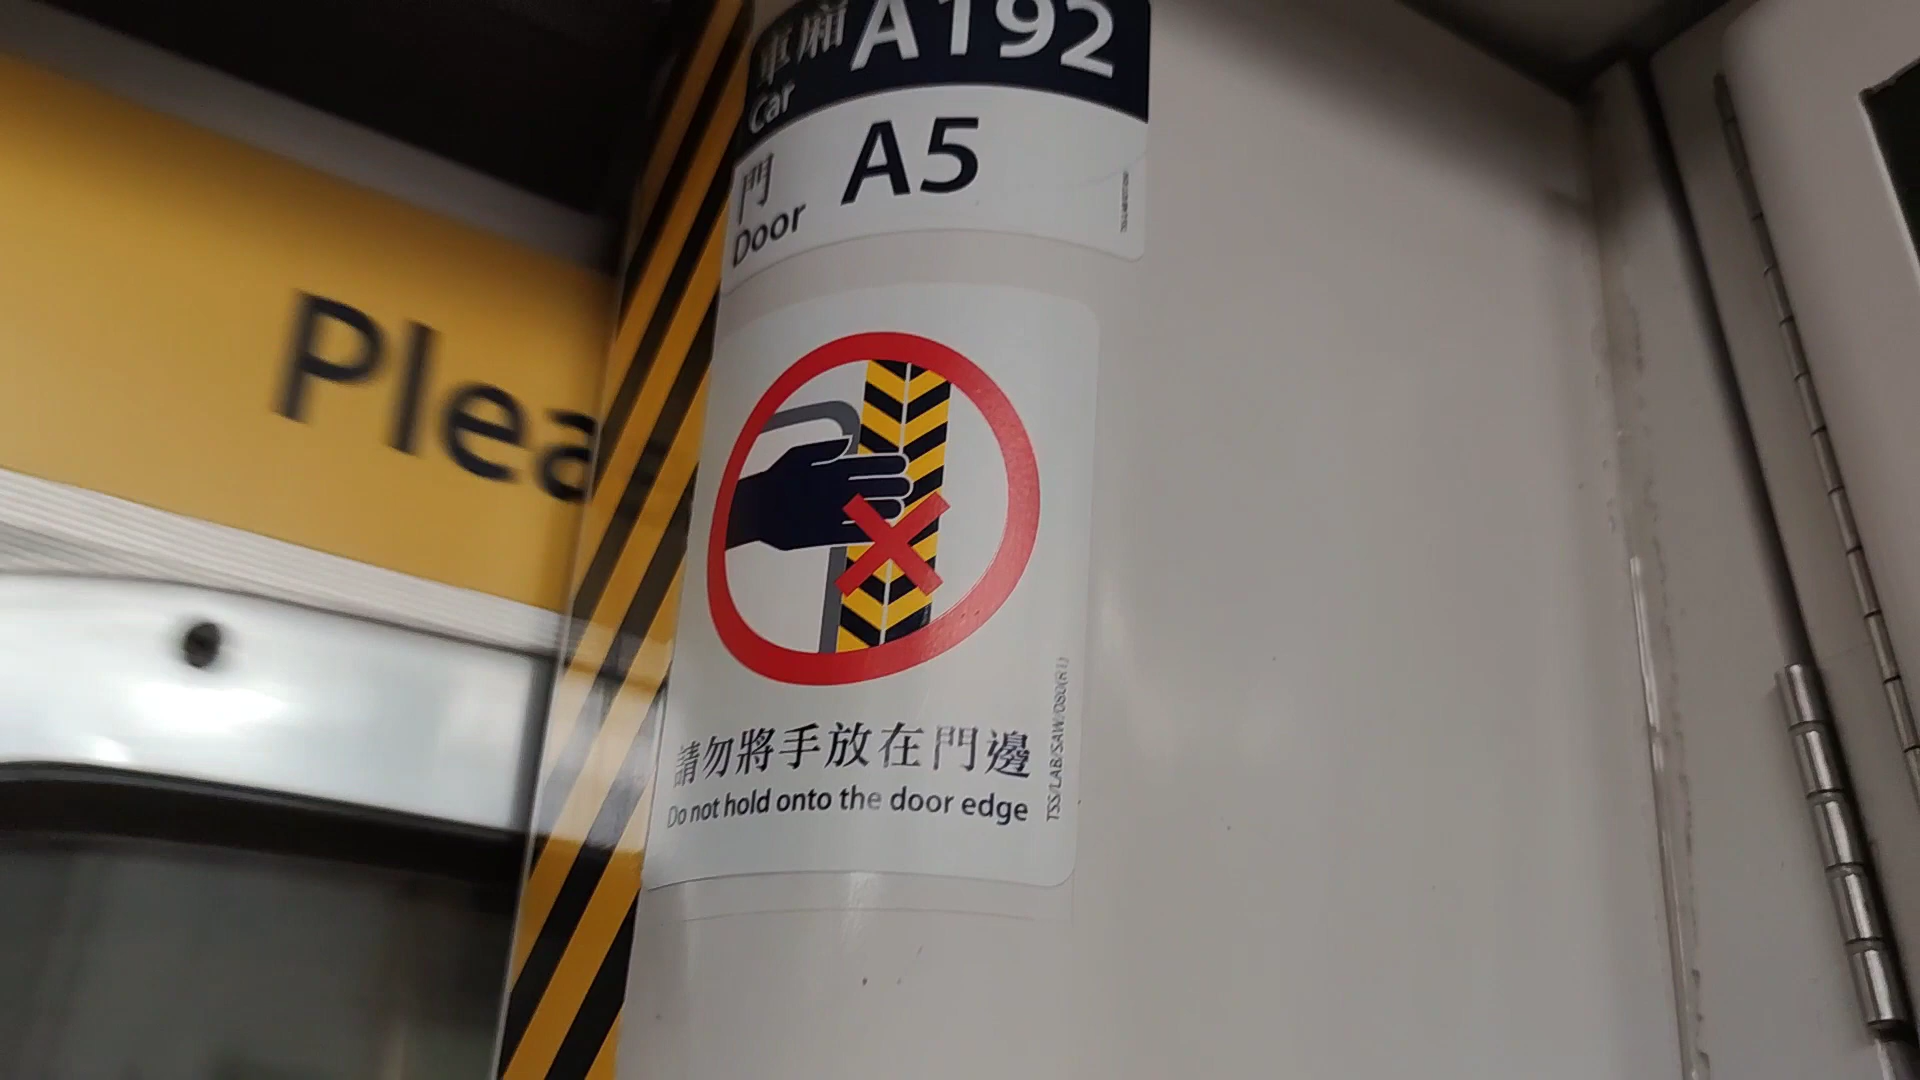 車廂 A192
Car
門 A5
Door
Plea
請勿將手放在門邊
Do not hold onto the door edge
TSS/LAB/SAW/080(R1)